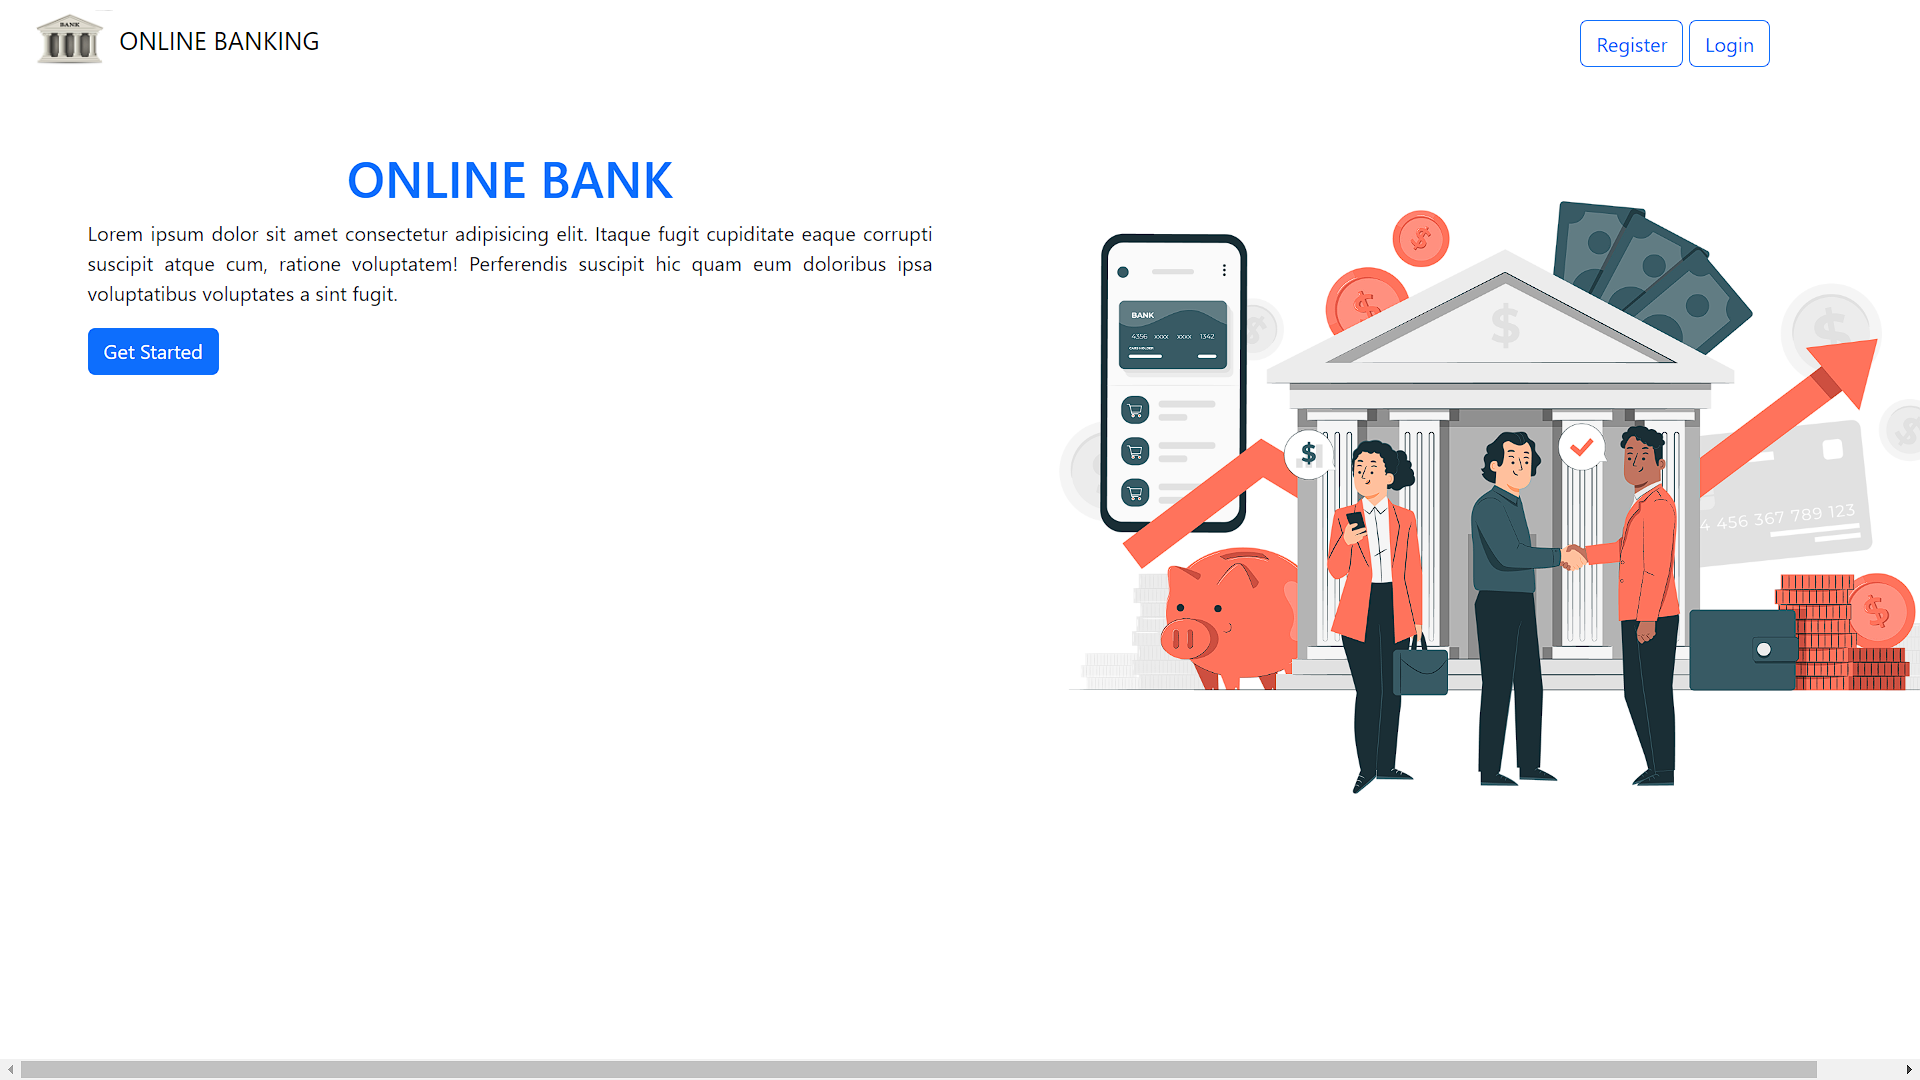 BANK
ONLINE BANKING
Register
Login
ONLINE BANK
Lorem ipsum dolor sit amet consectetur adipisicing elit. Itaque fugit cupiditate eaque corrupti
suscipit atque cum, ratione voluptatem! Perferendis suscipit hic quam eum doloribus ipsa
voluptatibus voluptates a sint fugit.
Get Started
BANK
4356 xxxx xxxx 1342
CARD HOLDER
4 456 367 789 123